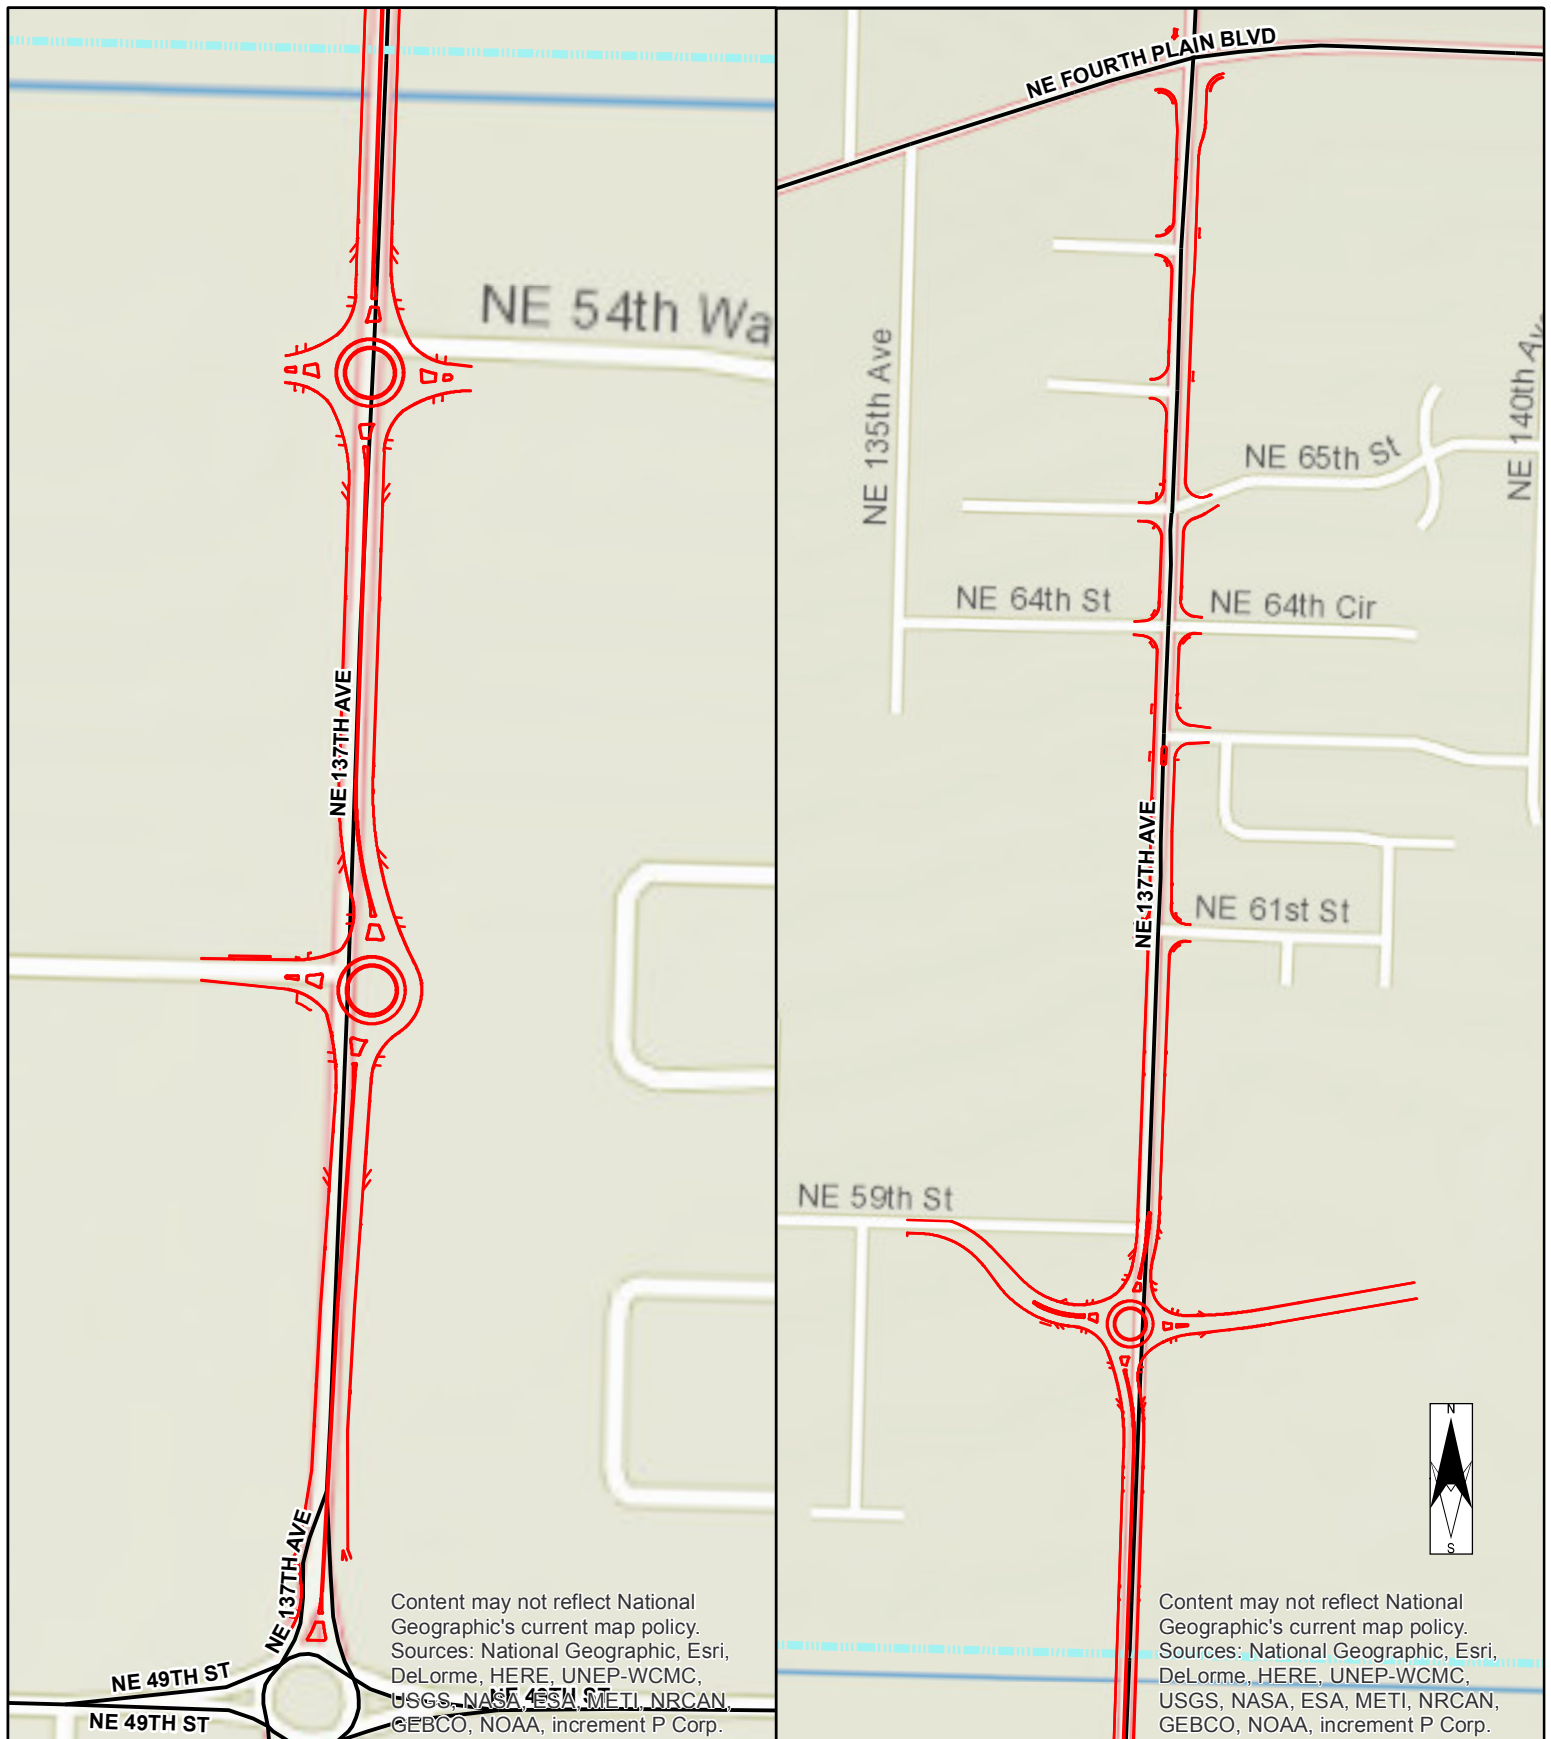 NE 54th Wa
NE 137TH AVE
NE 137TH AVE
NE 49TH ST
NE 49TH ST
NE 49TH ST
Content may not reflect National
Geographic's current map policy.
Sources: National Geographic, Esri,
DeLorme, HERE, UNEP-WCMC,
USGS, NASA, ESA, METI, NRCAN,
GEBCO, NOAA, increment P Corp.
NE FOURTH PLAIN BLVD
NE 135th Ave
NE 140th Ave
NE 65th St
NE 64th St
NE 64th Cir
NE 137TH AVE
NE 61st St
NE 59th St
N
S
Content may not reflect National
Geographic's current map policy.
Sources: National Geographic, Esri,
DeLorme, HERE, UNEP-WCMC,
USGS, NASA, ESA, METI, NRCAN,
GEBCO, NOAA, increment P Corp.